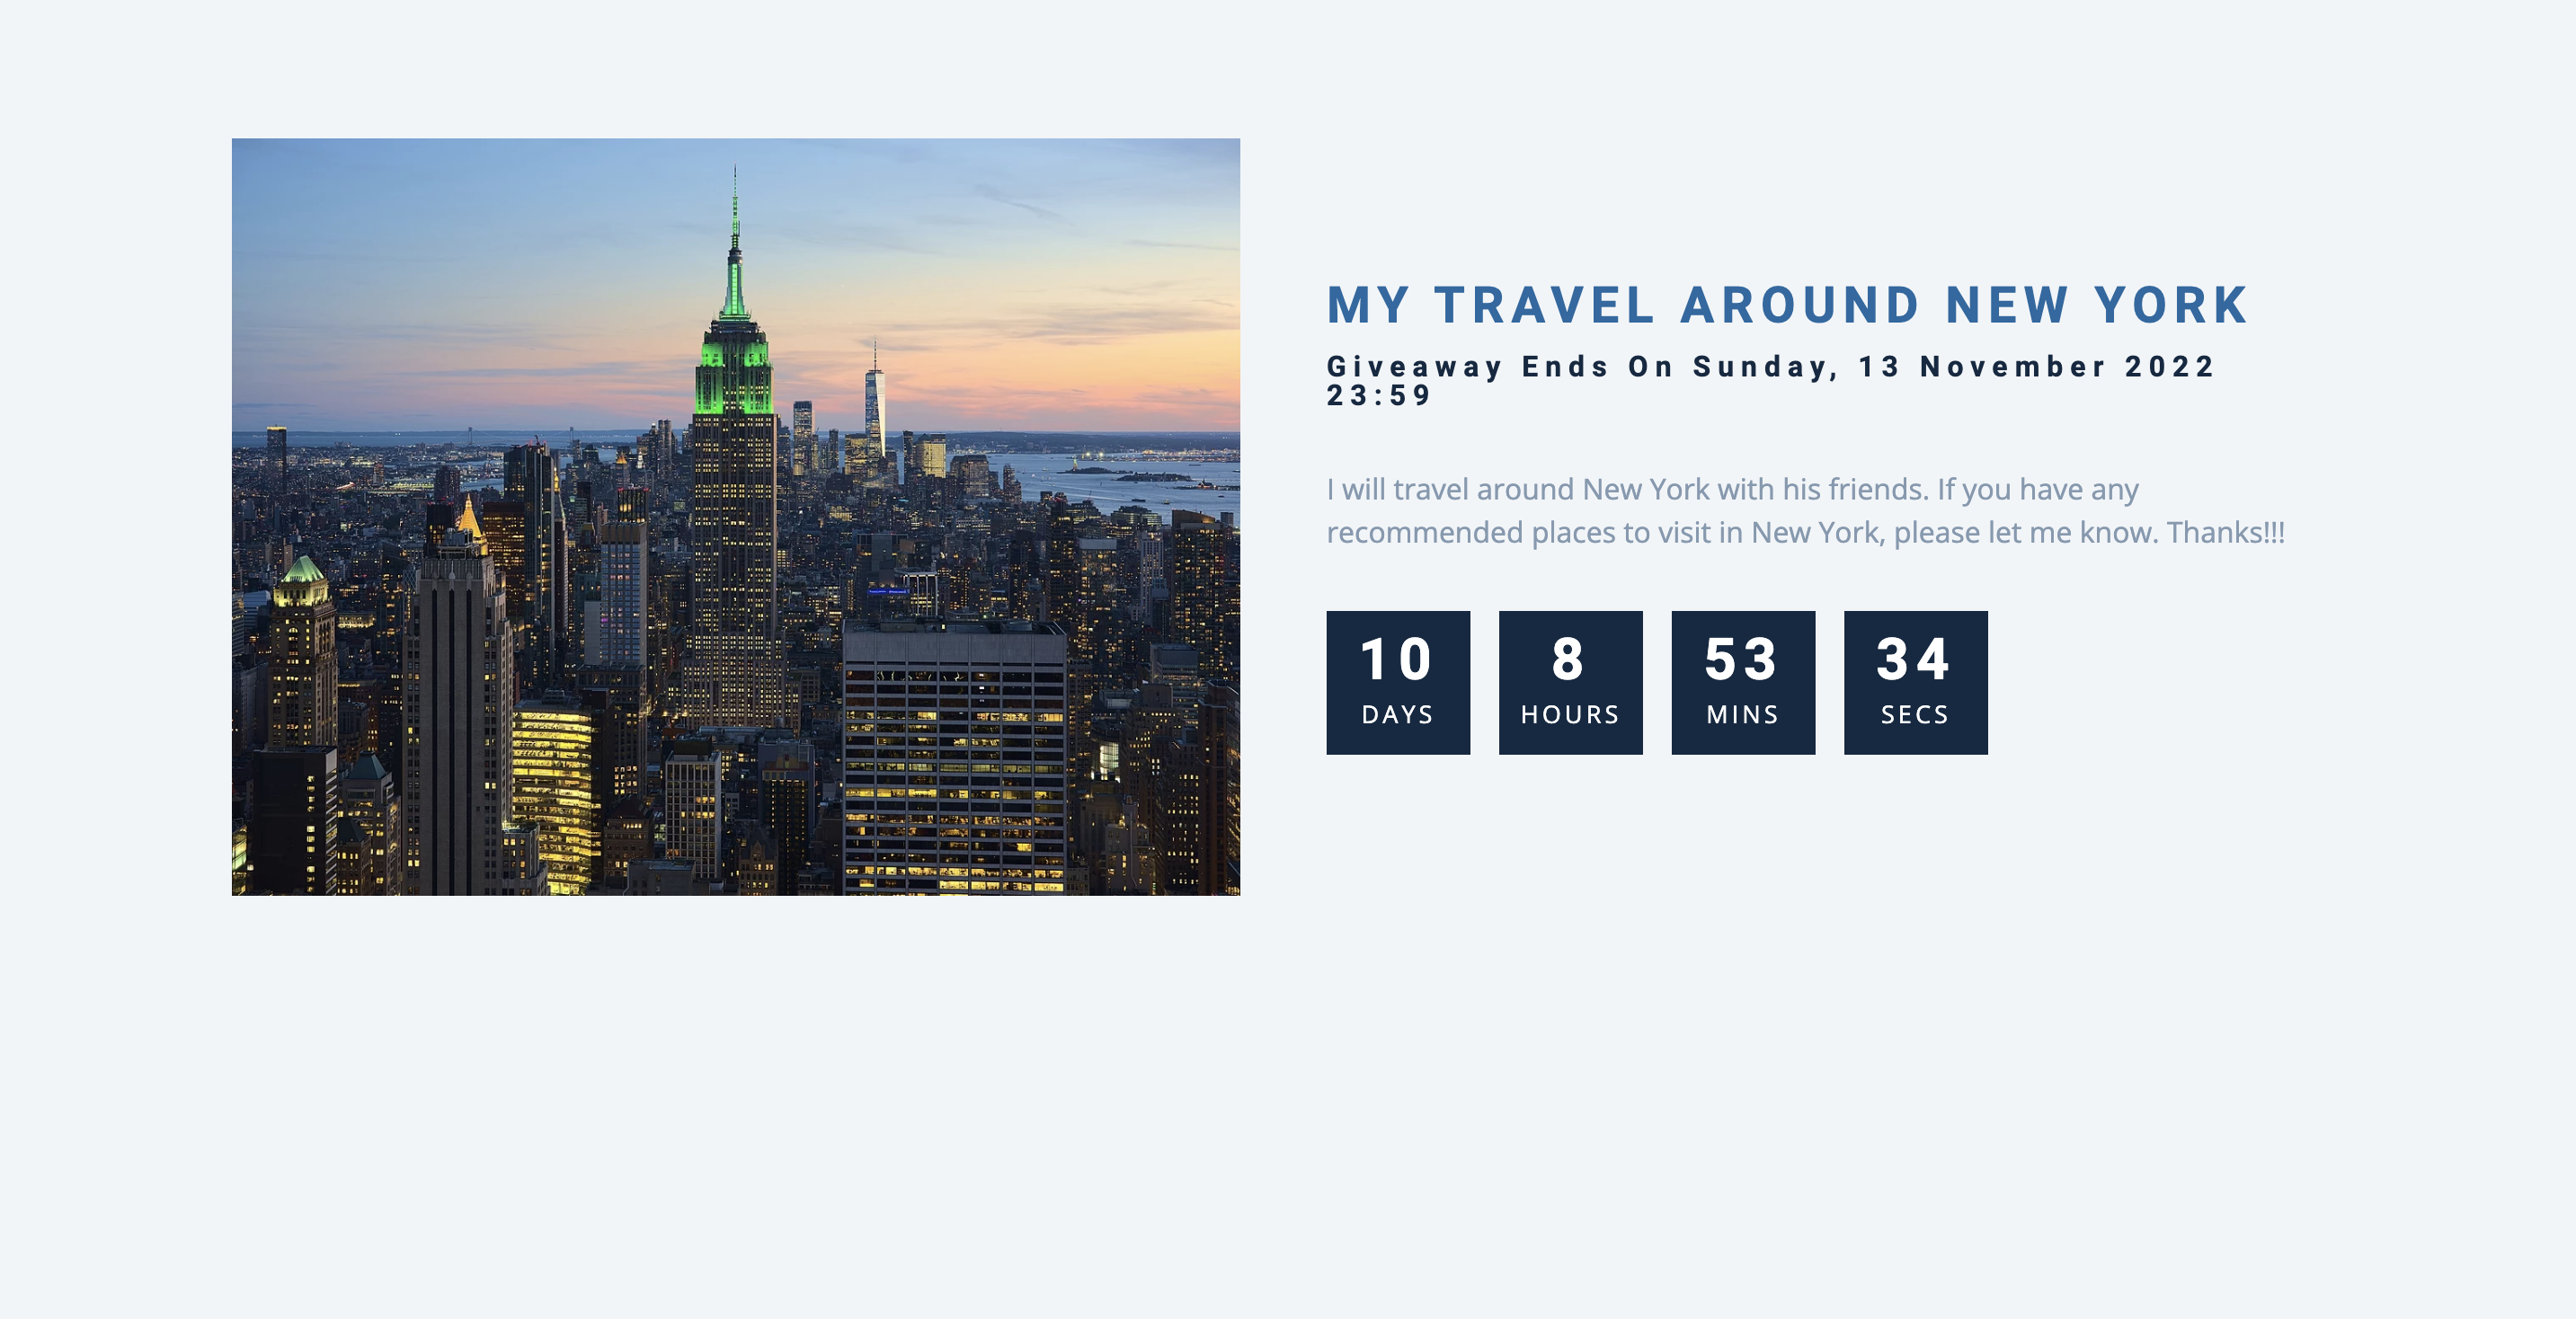 MY TRAVEL AROUND NEW YORK
Giveaway Ends On Sunday, 13 November 2022
23:59
I will travel around New York with his friends. If you have any
recommended places to visit in New York, please let me know. Thanks!!!
10 8 53 34
DAYS HOURS MINS SECS